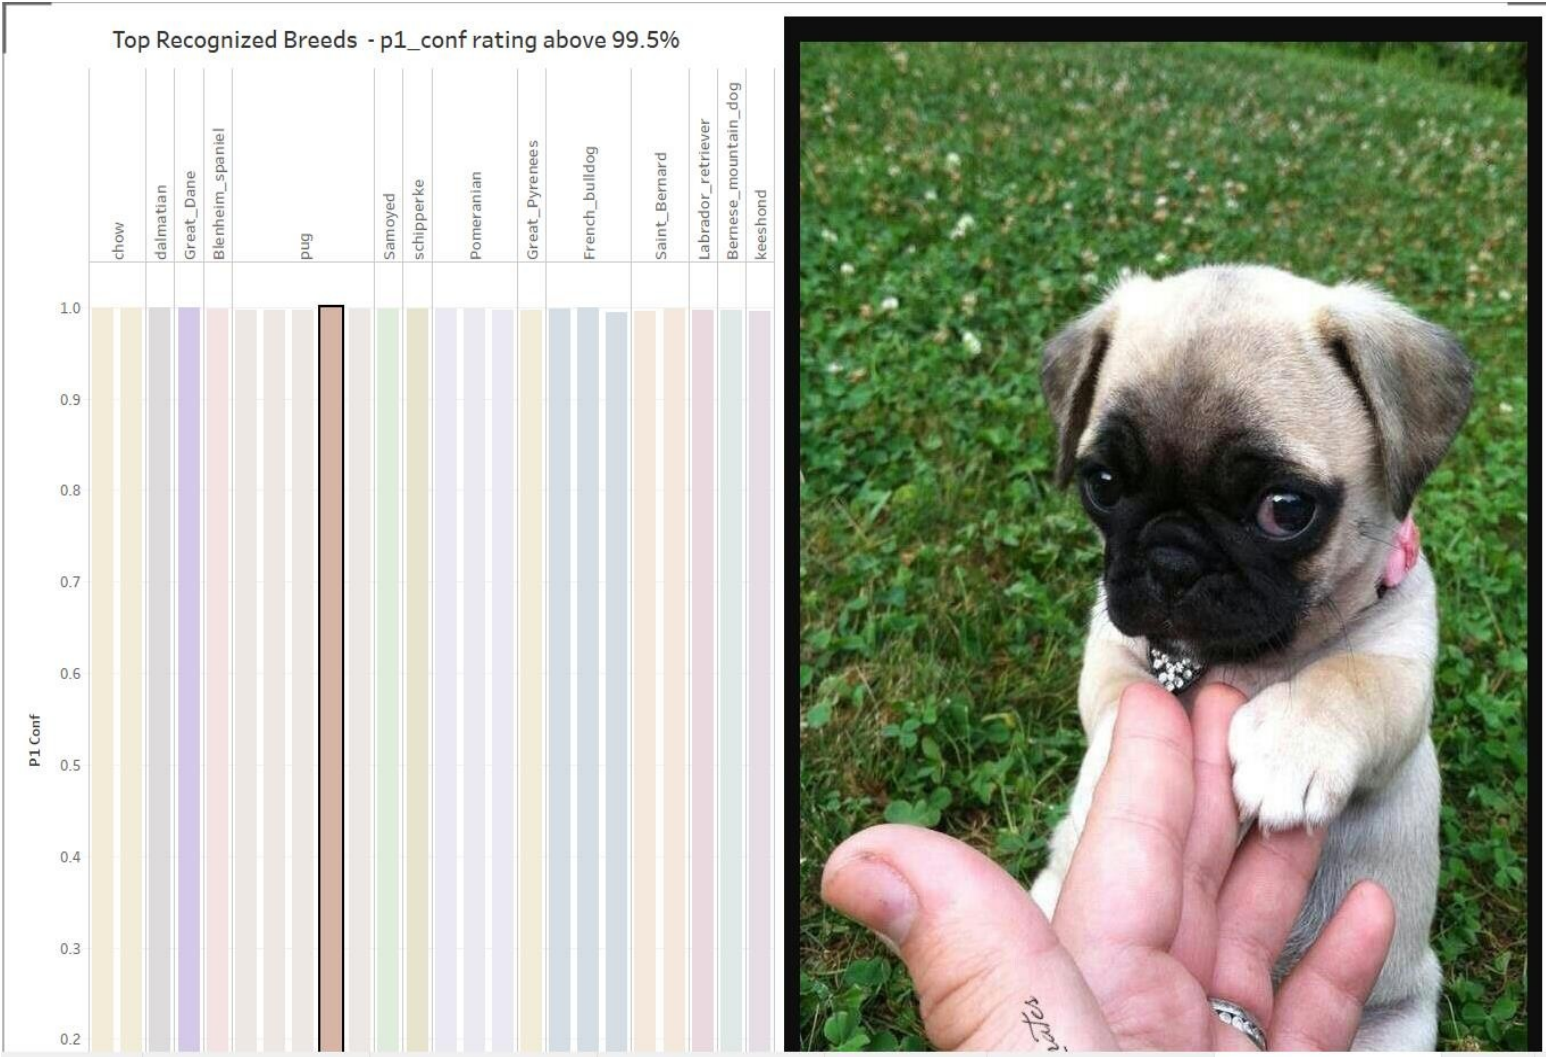 Top Recognized Breeds - p1_conf rating above 99.5%
chow
dalmatian
Great_Dane
Blenheim_spaniel
pug
Samoyed
schipperke
Pomeranian
Great_Pyrenees
French_bulldog
Saint_Bernard
Labrador_retriever
Bernese_mountain_dog
keeshond
1.0
0.9
0.8
0.7
0.6
0.5
0.4
0.3
0.2
P1 Conf